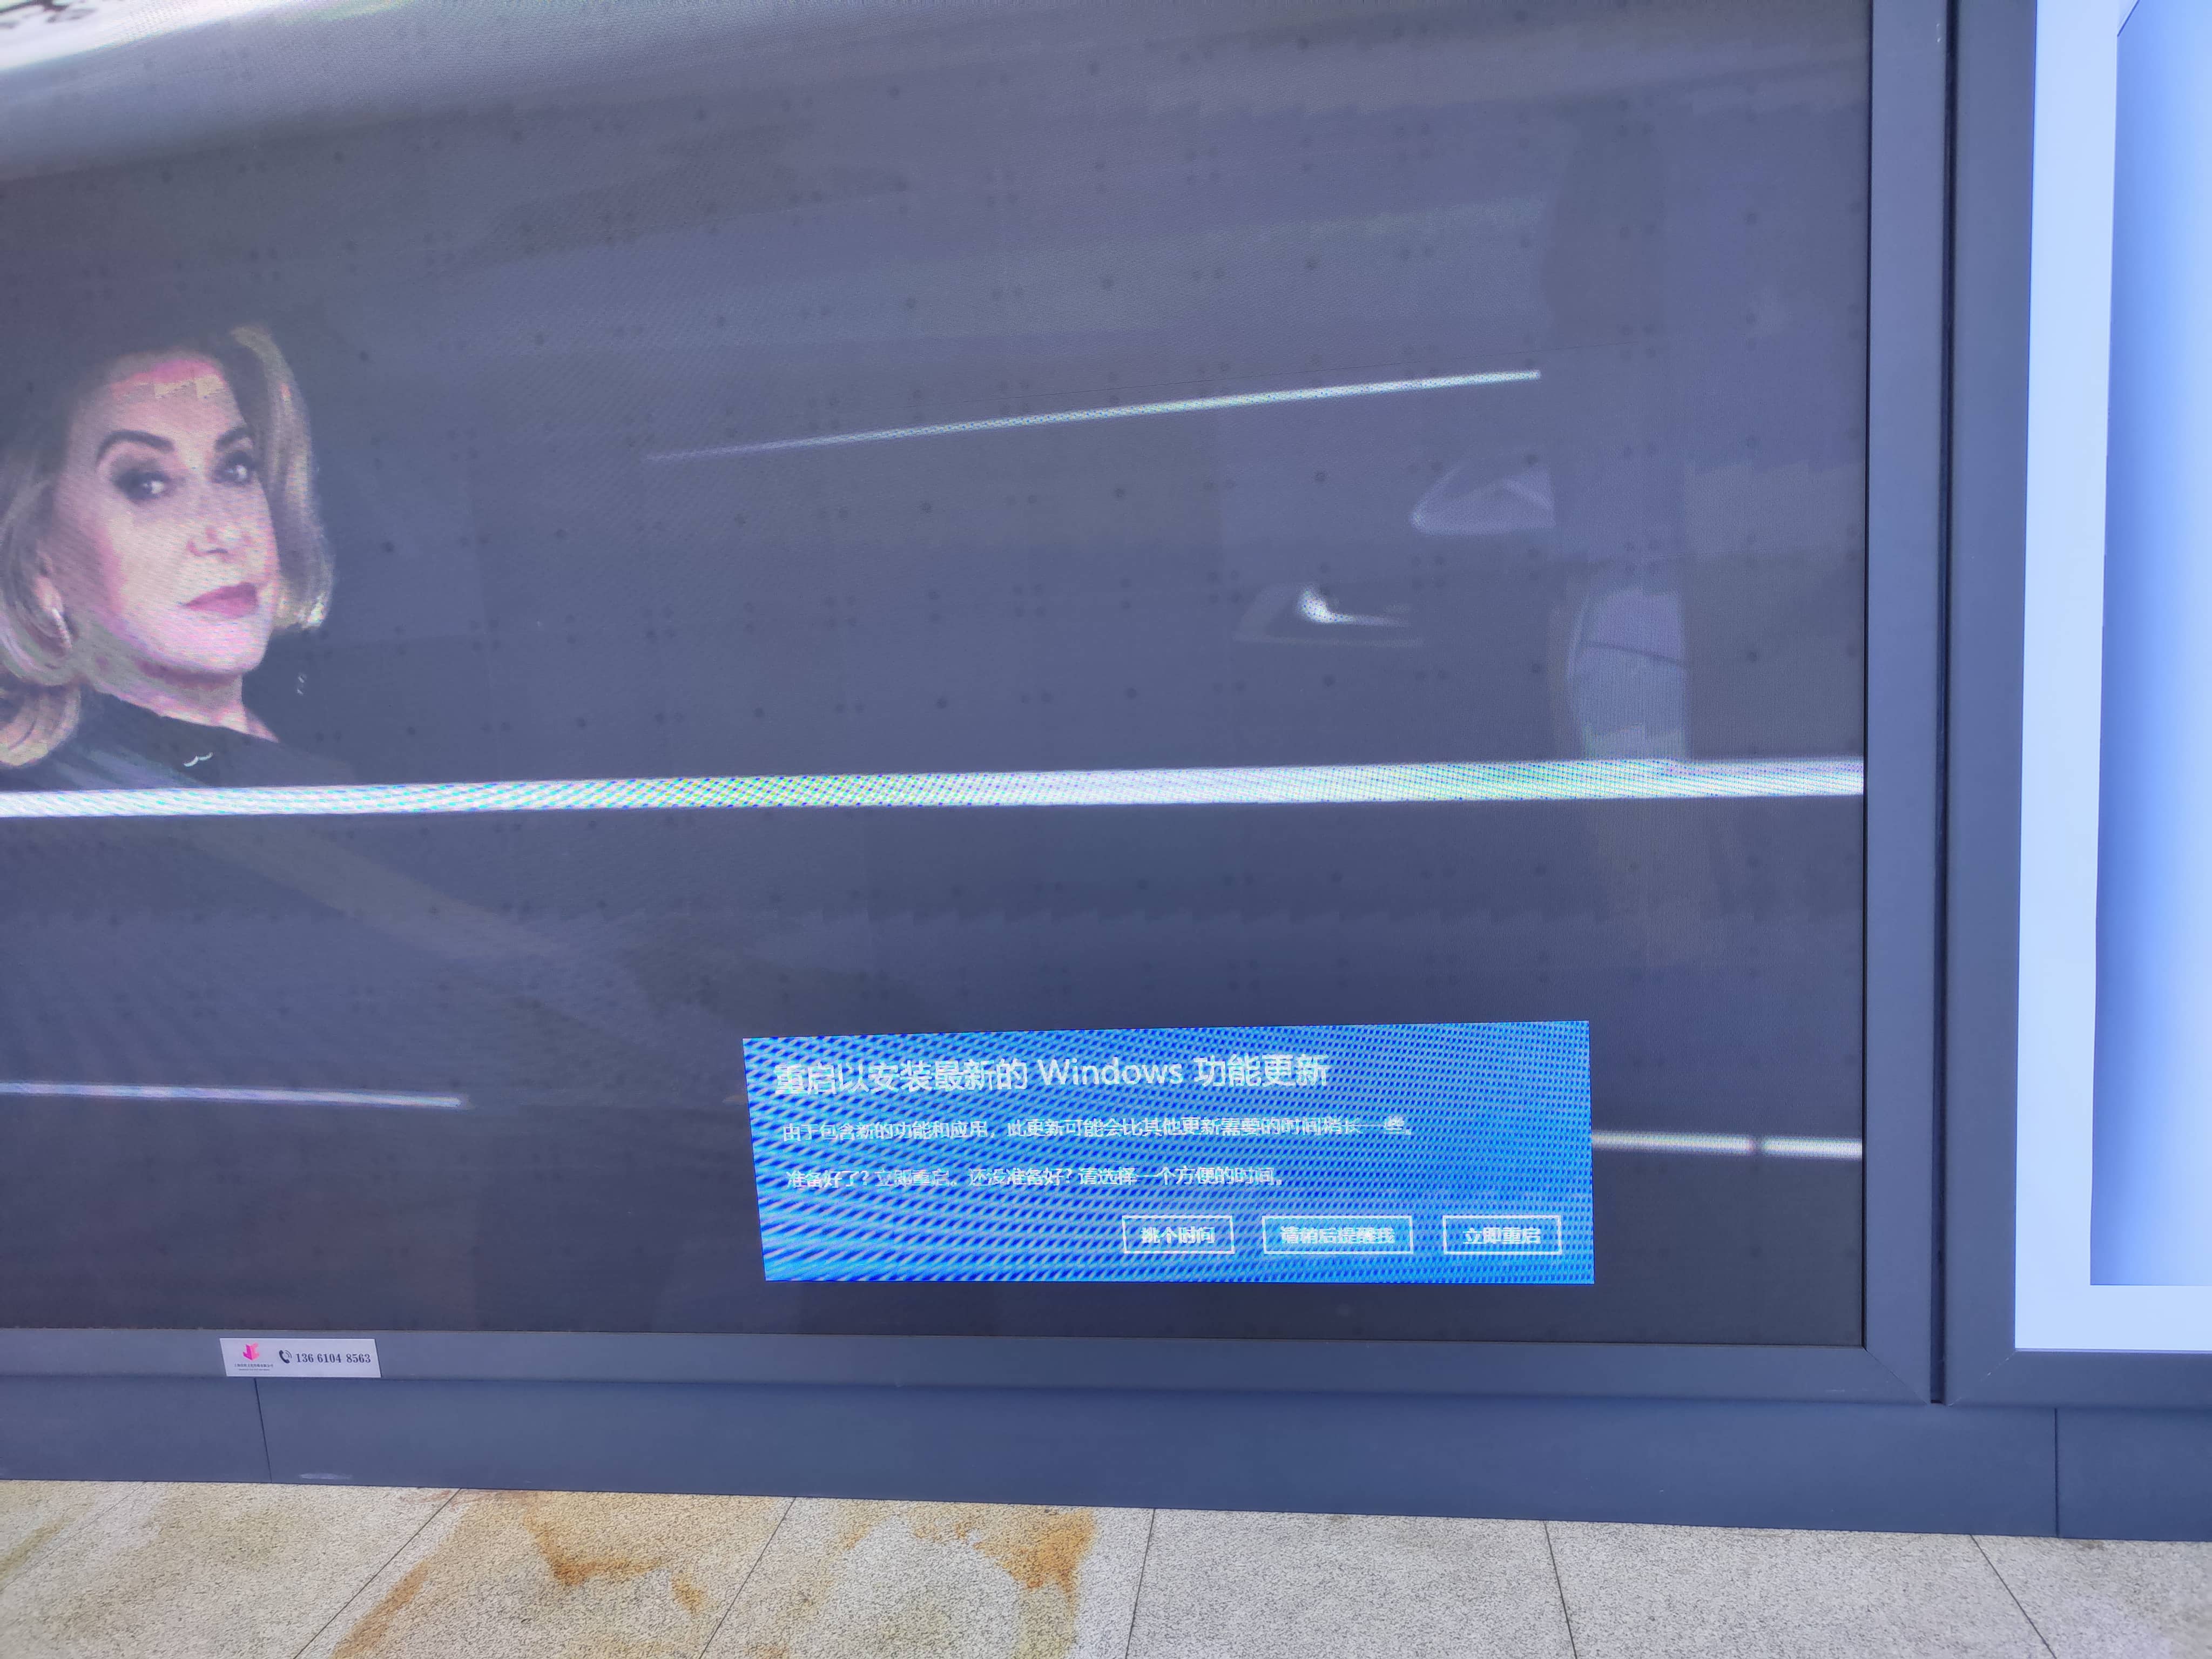 重启以安装最新的 Windows 功能更新
由于包含新的功能和应用，此更新可能会比其他更新需要的时间稍长一些。
准备好了? 立即重启。还没准备好? 请选择一个方便的时间。
挑个时间 请稍后提醒我 立即重启
136 6104 8563